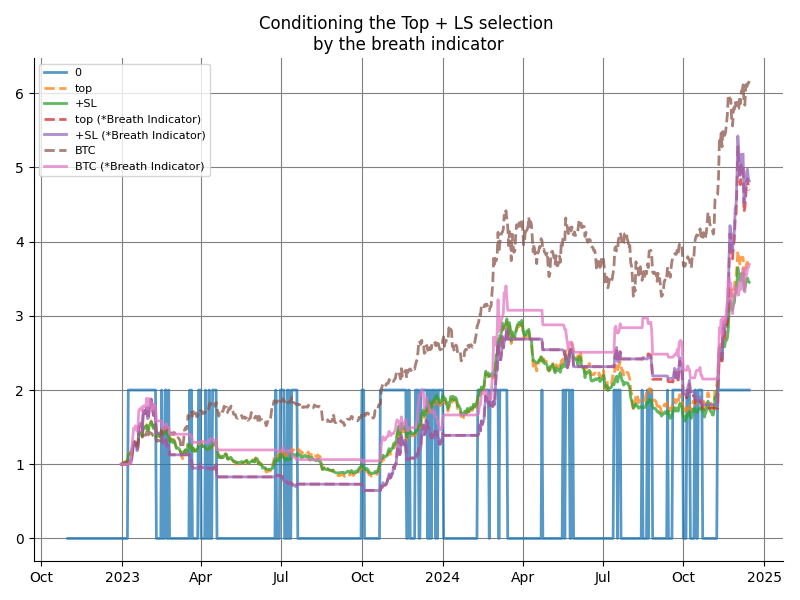 Conditioning the Top + LS selection
by the breath indicator
0
top
+SL
top (*Breath Indicator)
+SL (*Breath Indicator)
BTC
BTC (*Breath Indicator)
6
5
4
3
2
1
0
Oct
2023
Apr
Jul
Oct
2024
Apr
Jul
Oct
2025